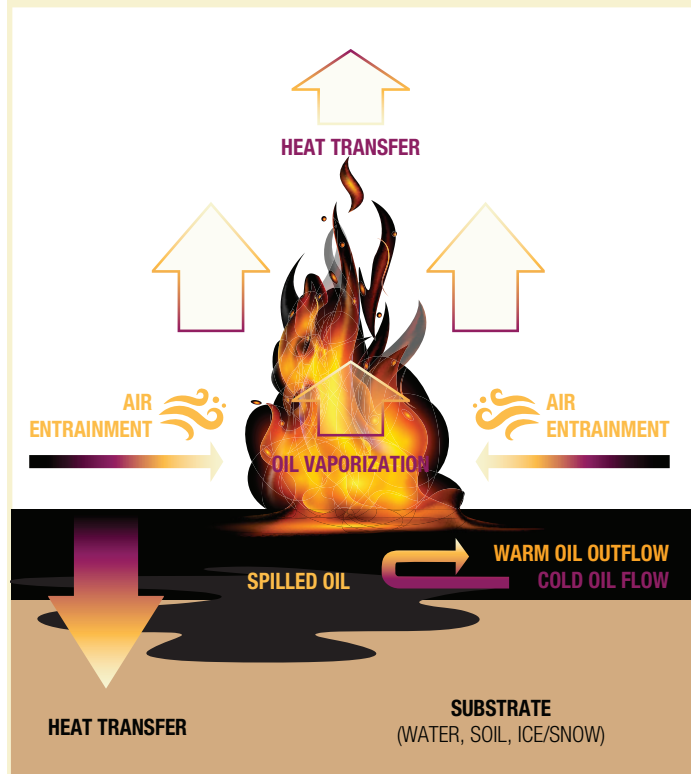 HEAT TRANSFER
AIR
ENTRAINMENT
AIR
ENTRAINMENT
OIL VAPORIZATION
WARM OIL OUTFLOW
SPILLED OIL
COLD OIL FLOW
HEAT TRANSFER
SUBSTRATE
(WATER, SOIL, ICE/SNOW)